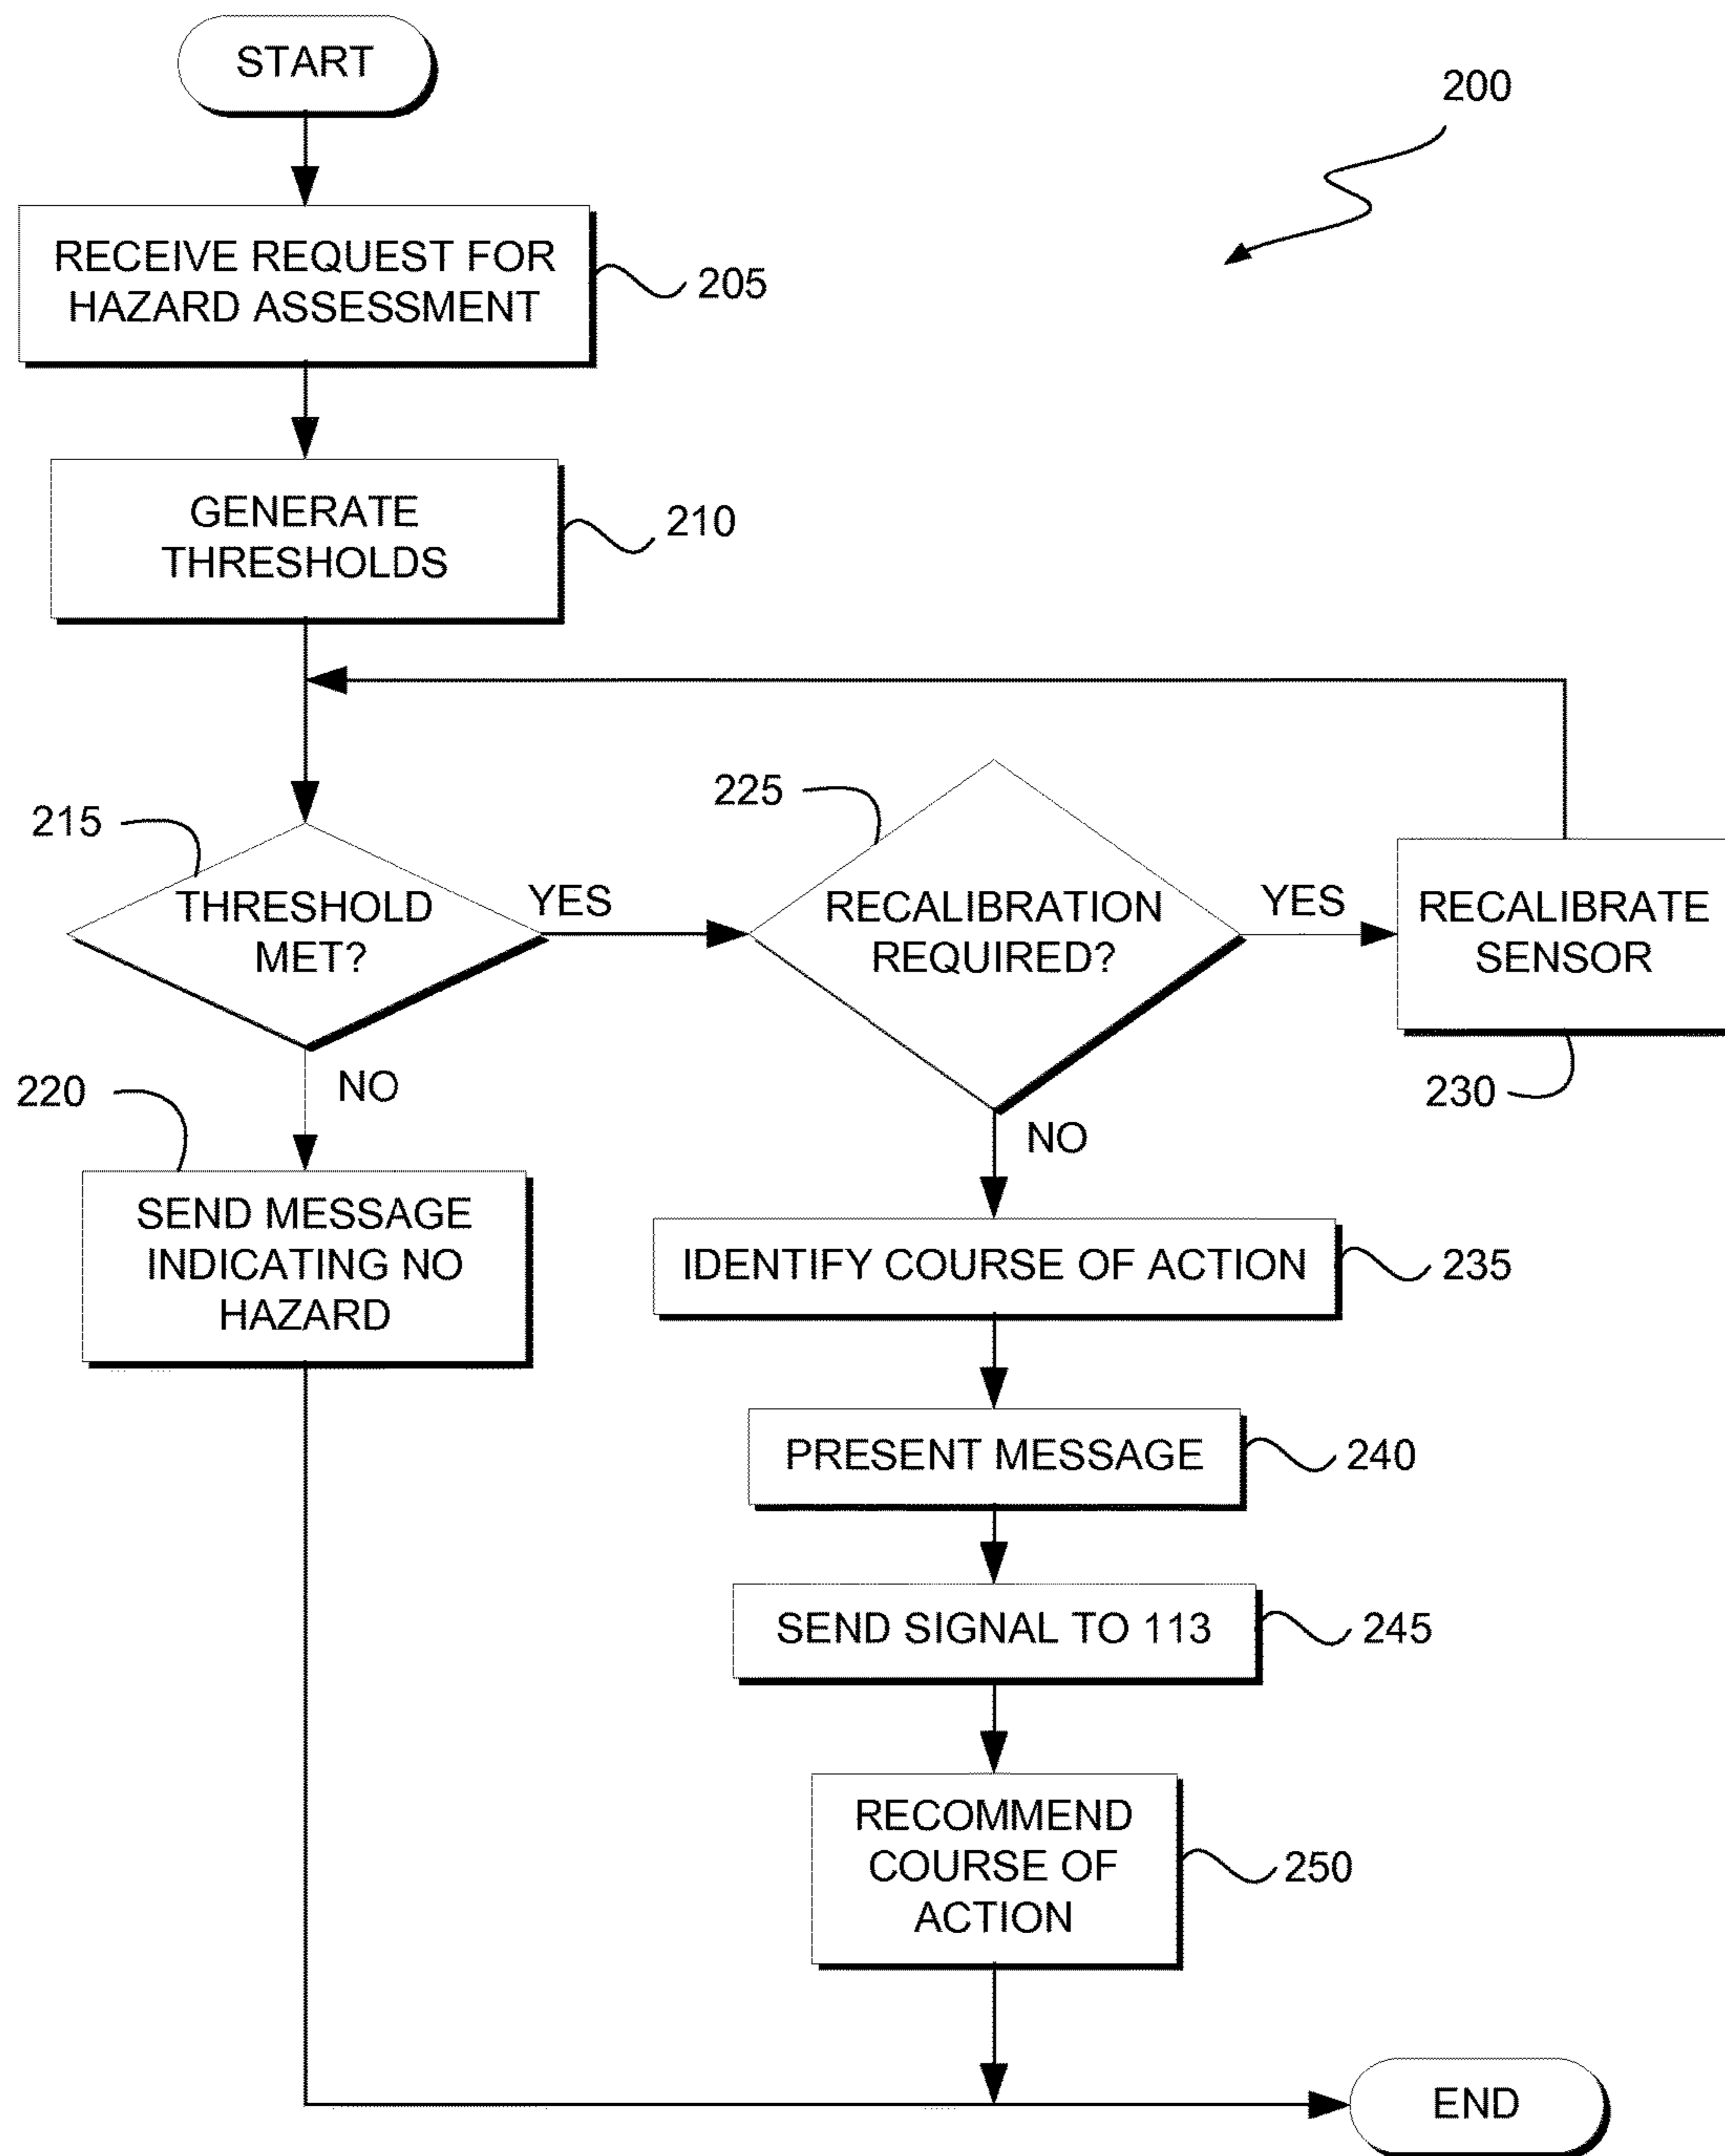 START
200
RECEIVE REQUEST FOR
HAZARD ASSESSMENT
205
GENERATE
THRESHOLDS
210
215
THRESHOLD
MET?
YES
NO
225
RECALIBRATION
REQUIRED?
YES
NO
RECALIBRATE
SENSOR
230
220
SEND MESSAGE
INDICATING NO
HAZARD
IDENTIFY COURSE OF ACTION
235
PRESENT MESSAGE
240
SEND SIGNAL TO 113
245
RECOMMEND
COURSE OF
ACTION
250
END